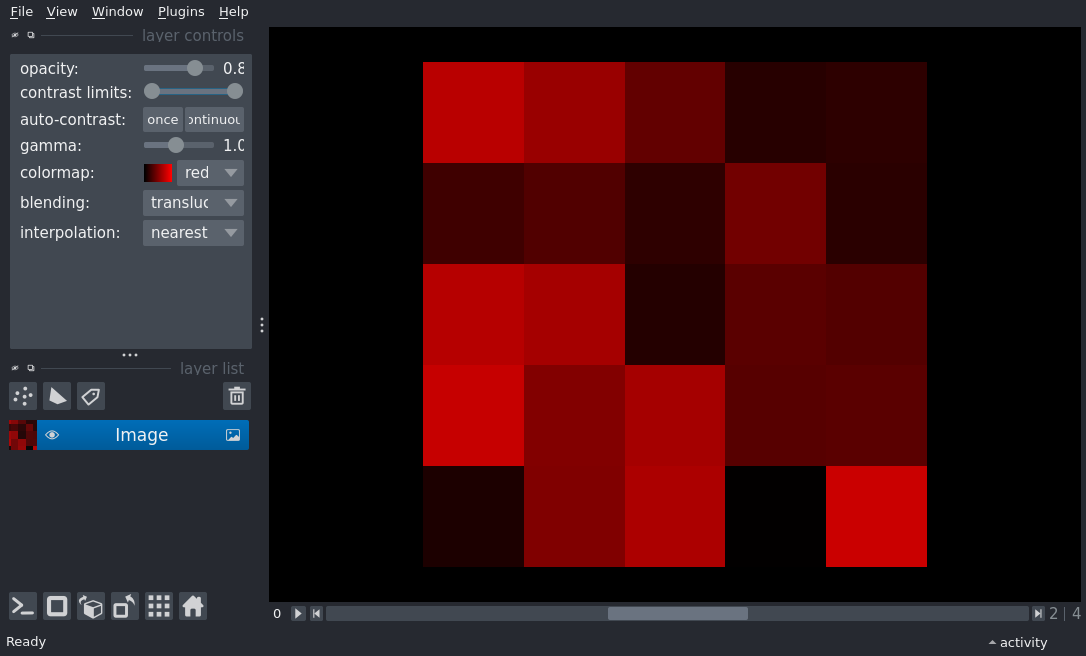 File View Window Plugins Help
layer controls
opacity: 0.8
contrast limits:
auto-contrast: once ontinuou
gamma: 1.0
colormap: red
blending: transluc
interpolation: nearest
layer list
Image
0 2 | 4
Ready activity